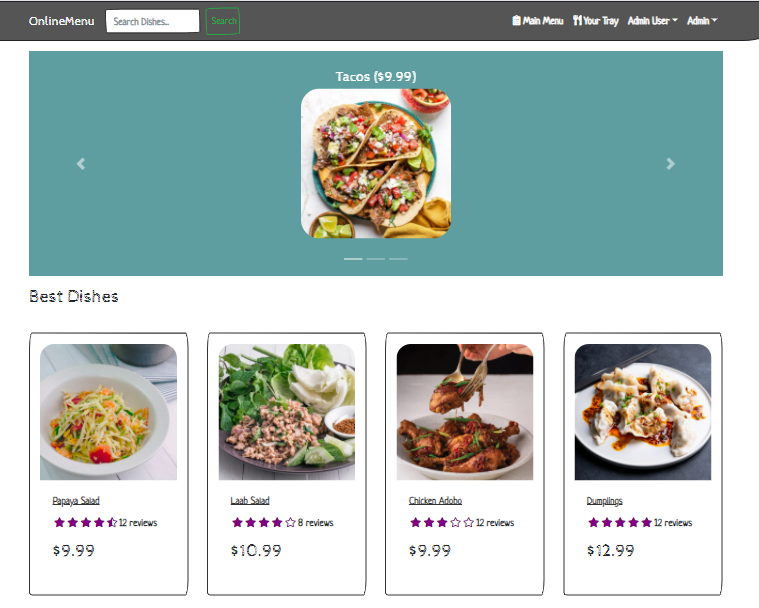 OnlineMenu Search Dishes... Search Main Menu Your Tray Admin User Admin
Tacos ($9.99)
Best Dishes
Papaya Salad
12 reviews
$9.99
Laab Salad
8 reviews
$10.99
Chicken Adobo
12 reviews
$9.99
Dumplings
12 reviews
$12.99